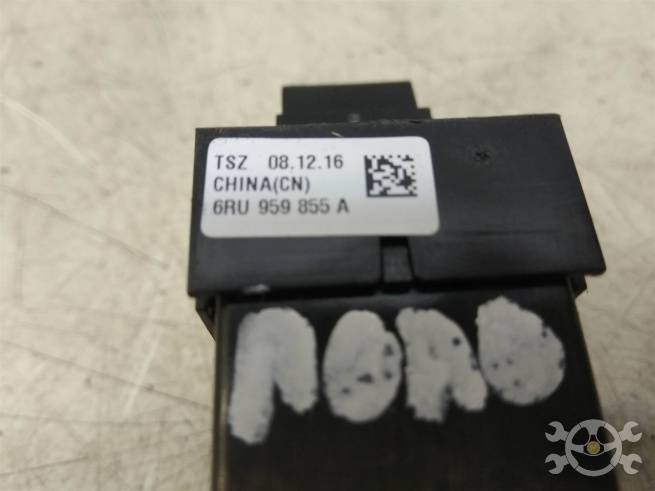 TSZ 08.12.16
CHINA(CN)
6RU 959 855 A